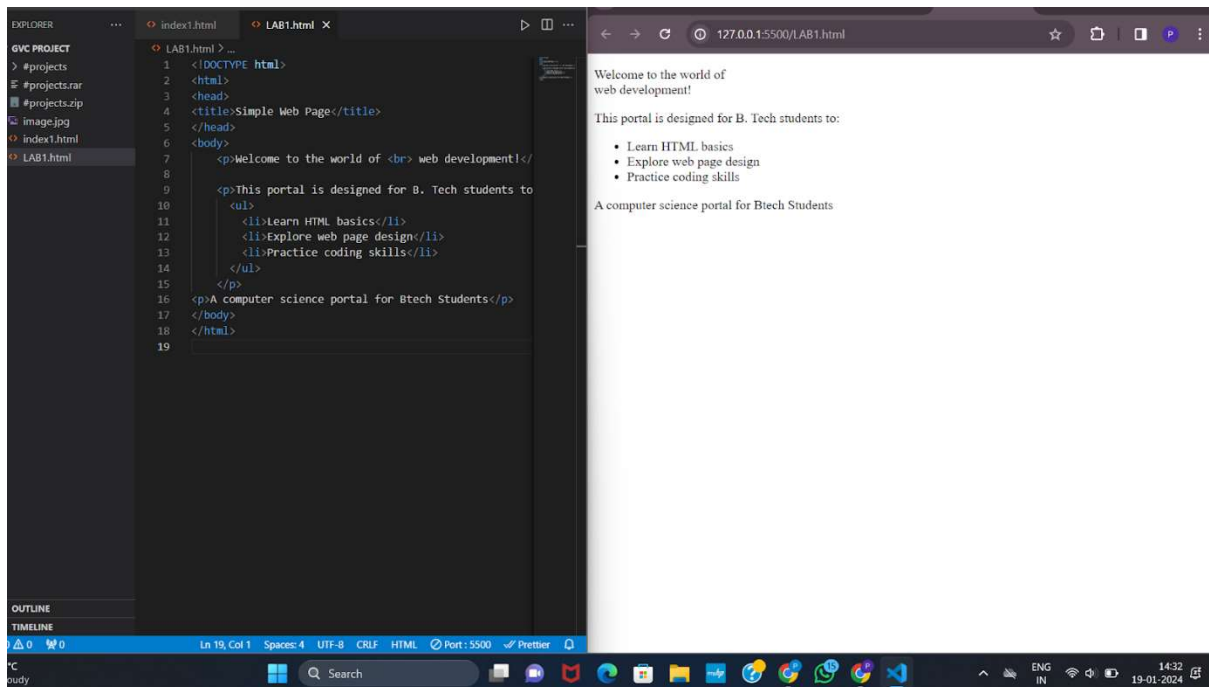 EXPLORER
GVC PROJECT
#projects
#projects.rar
#projects.zip
image.jpg
index1.html
LAB1.html
OUTLINE
TIMELINE
index1.html
LAB1.html
LAB1.html > ...
1 <!DOCTYPE html>
2 <html>
3 <head>
4 <title>Simple Web Page</title>
5 </head>
6 <body>
7 <p>Welcome to the world of <br> web development!</
8
9 <p>This portal is designed for B. Tech students to
10 <ul>
11 <li>Learn HTML basics</li>
12 <li>Explore web page design</li>
13 <li>Practice coding skills</li>
14 </ul>
15 </p>
16 <p>A computer science portal for Btech Students</p>
17 </body>
18 </html>
19
0 0 Ln 19, Col 1 Spaces: 4 UTF-8 CRLF HTML Port : 5500 Prettier
127.0.0.1:5500/LAB1.html
P
Welcome to the world of
web development!
This portal is designed for B. Tech students to:
• Learn HTML basics
• Explore web page design
• Practice coding skills
A computer science portal for Btech Students
°C
oudy
Search
15
ENG
IN
14:32
19-01-2024